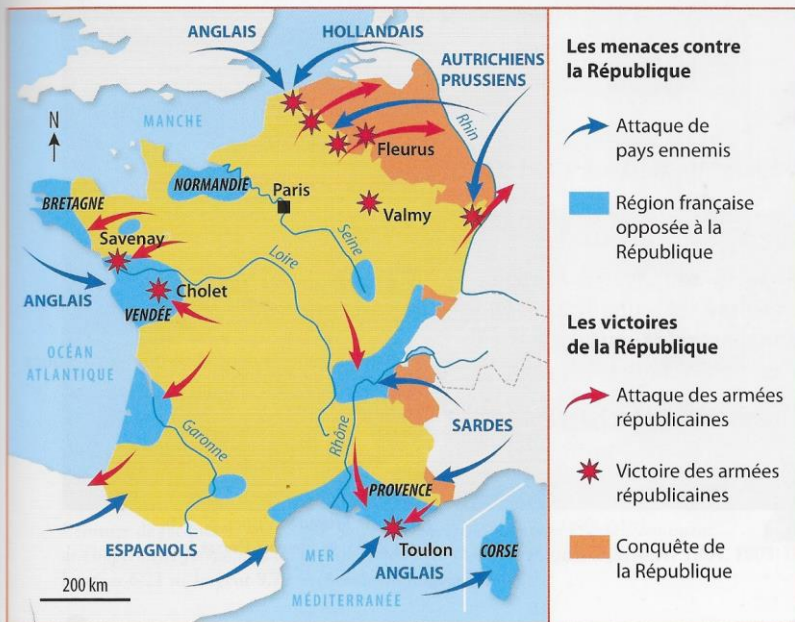 ANGLAIS
HOLLANDAIS
AUTRICHIENS
PRUSSIENS
MANCHE
N
Rhin
Fleurus
NORMANDIE
Paris
Valmy
BRETAGNE
Seine
Savenay
Loire
ANGLAIS
Cholet
VENDÉE
OCÉAN
ATLANTIQUE
Garonne
Rhône
SARDES
PROVENCE
ESPAGNOLS
MER
MÉDITERRANÉE
Toulon
ANGLAIS
CORSE
200 km
Les menaces contre
la République
Attaque de
pays ennemis
Région française
opposée à la
République
Les victoires
de la République
Attaque des armées
républicaines
Victoire des armées
républicaines
Conquête de
la République